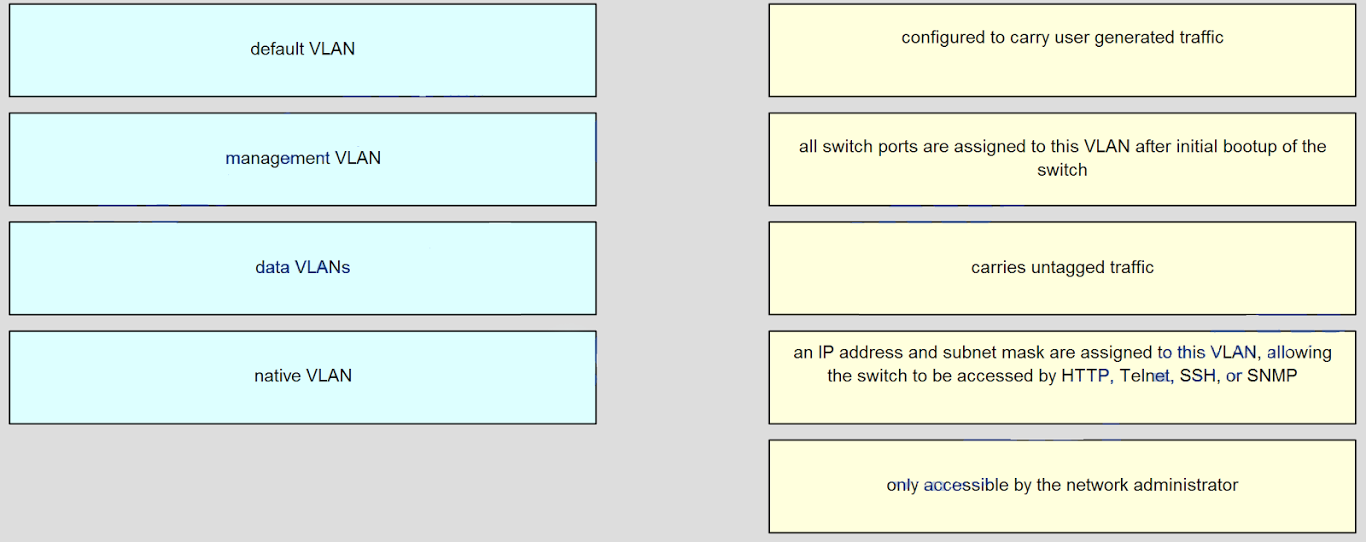 default VLAN
management VLAN
data VLANs
native VLAN
configured to carry user generated traffic
all switch ports are assigned to this VLAN after initial bootup of the
switch
carries untagged traffic
an IP address and subnet mask are assigned to this VLAN, allowing
the switch to be accessed by HTTP, Telnet, SSH, or SNMP
only accessible by the network administrator